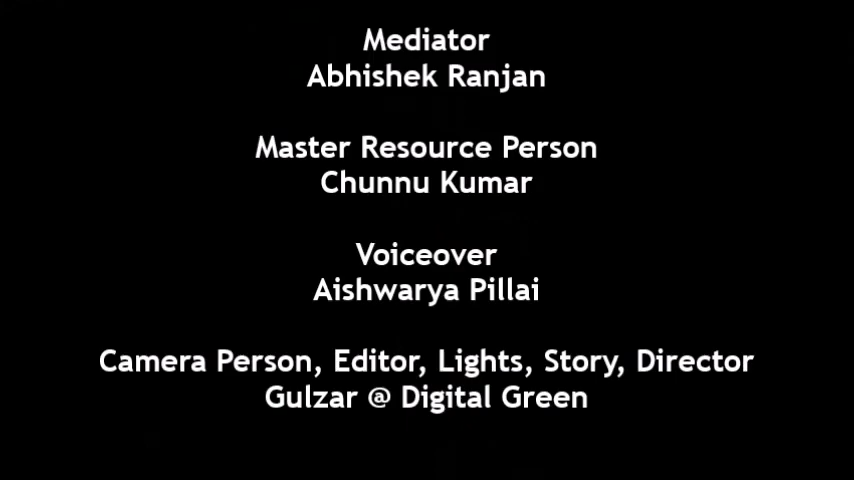 Mediator
Abhishek Ranjan
Master Resource Person
Chunnu Kumar
Voiceover
Aishwarya Pillai
Camera Person, Editor, Lights, Story, Director
Gulzar @ Digital Green